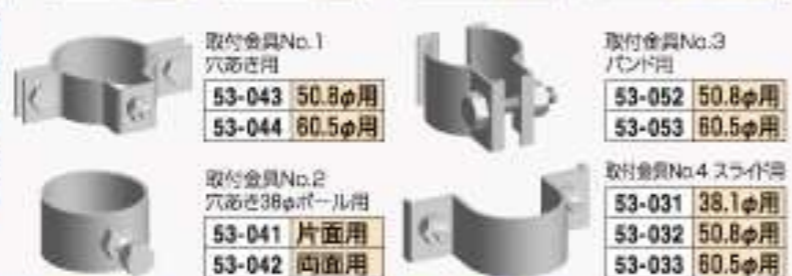 取付金具No.1
穴あき用
53-043 50.8φ用
53-044 60.5φ用
取付金具No.2
穴あき38φポール用
53-041 片面用
53-042 両面用
取付金具No.3
バンド用
53-052 50.8φ用
53-053 60.5φ用
取付金具No.4 スライド用
53-031 38.1φ用
53-032 50.8φ用
53-033 60.5φ用